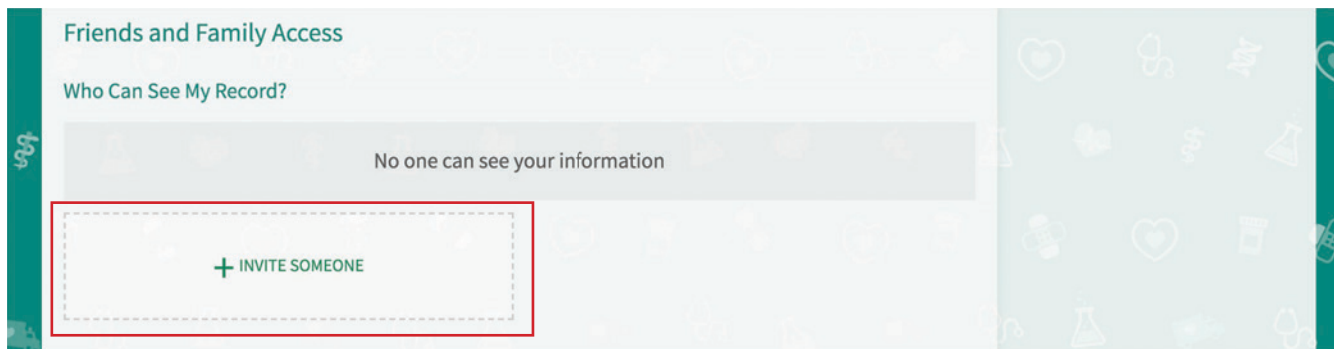 Friends and Family Access
Who Can See My Record?
No one can see your information
+ INVITE SOMEONE